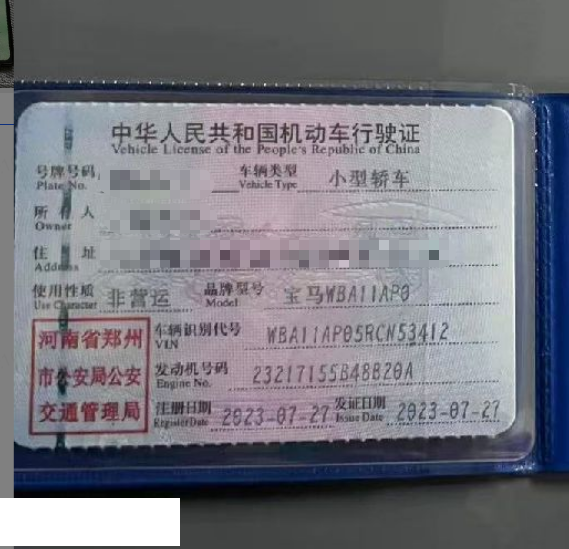 中华人民共和国机动车行驶证
Vehicle License of the People's Republic of China
号牌号码 Plate No. 车辆类型 Vehicle Type 小型轿车
所有人 Owner
住址 Address
使用性质 Use Character 非营运 品牌型号 Model 宝马WBA11AP0
河南省郑州市公安局公安交通管理局
车辆识别代号 VIN WBA11AP05RCN53412
发动机号码 Engine No. 23217155B48B20A
注册日期 Register Date 2023-07-27 发证日期 Issue Date 2023-07-27